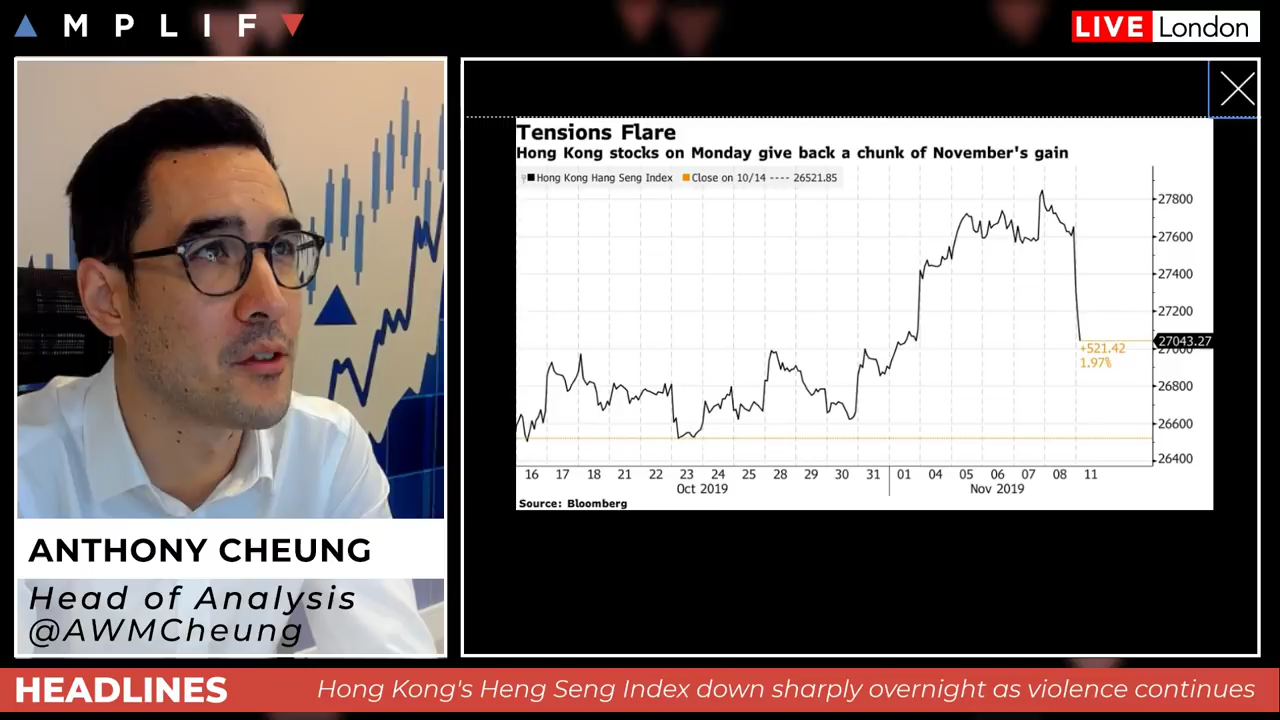 ▲ M P L I F ▼
LIVE London
Tensions Flare
Hong Kong stocks on Monday give back a chunk of November's gain
Hong Kong Hang Seng Index Close on 10/14 ---- 26521.85
27800
27600
27400
27200
27043.27
27000
+521.42
1.97%
26800
26600
26400
16 17 18 21 22 23 24 25 28 29 30 31 01 04 05 06 07 08 11
Oct 2019 Nov 2019
Source: Bloomberg
ANTHONY CHEUNG
Head of Analysis
@AWMCheung
HEADLINES Hong Kong's Heng Seng Index down sharply overnight as violence continues